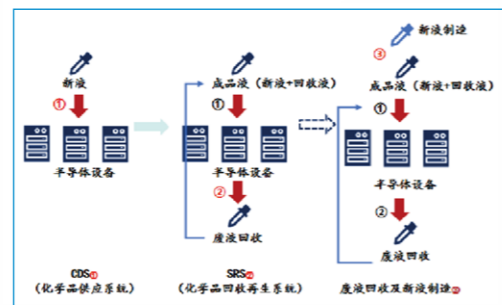 新液
①
半导体设备
CDS
(化学品供应系统)
成品液（新液+回收液）
①
半导体设备
②
废液回收
SRS
(化学品回收再生系统)
新液制造
③
成品液（新液+回收液）
①
半导体设备
②
废液回收
废液回收及新液制造